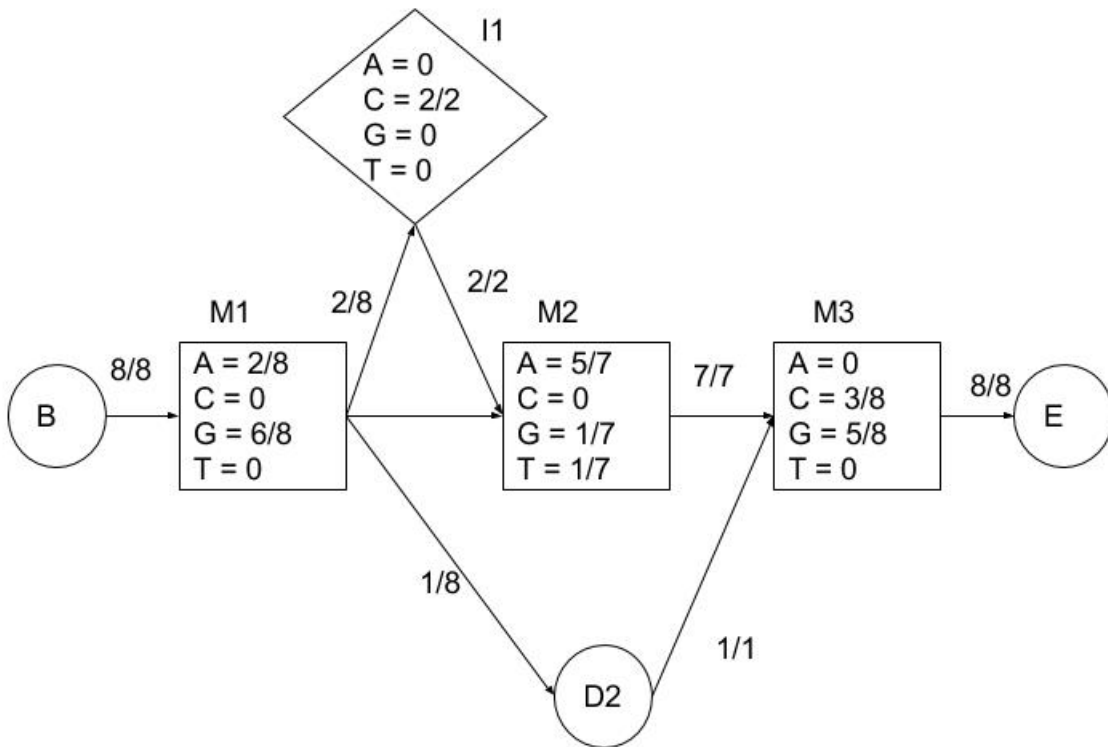 I1
A = 0
C = 2/2
G = 0
T = 0
2/8
2/2
M1
M2
M3
8/8
A = 2/8
C = 0
G = 6/8
T = 0
A = 5/7
C = 0
G = 1/7
T = 1/7
7/7
A = 0
C = 3/8
G = 5/8
T = 0
8/8
B
E
1/8
1/1
D2